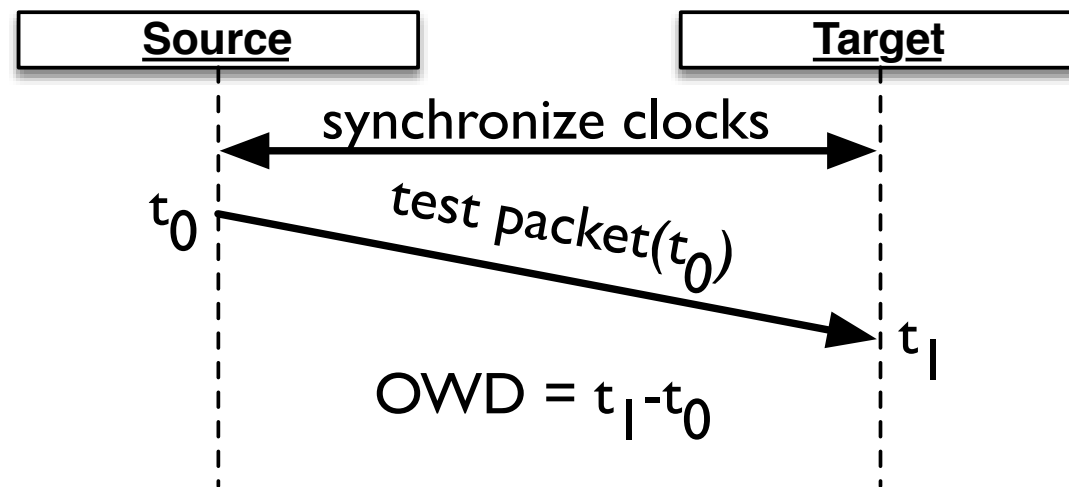 Source
Target
synchronize clocks
t0
test packet(t0)
t1
OWD = t1-t0